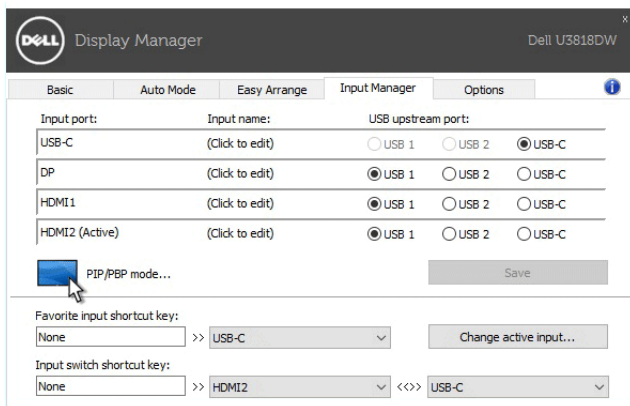 x
DELL Display Manager Dell U3818DW
Basic Auto Mode Easy Arrange Input Manager Options i
Input port: Input name: USB upstream port:
USB-C (Click to edit) USB 1 USB 2 USB-C
DP (Click to edit) USB 1 USB 2 USB-C
HDMI1 (Click to edit) USB 1 USB 2 USB-C
HDMI2 (Active) (Click to edit) USB 1 USB 2 USB-C
PIP/PBP mode... Save
Favorite input shortcut key:
None >> USB-C Change active input...
Input switch shortcut key:
None >> HDMI2 <<>> USB-C